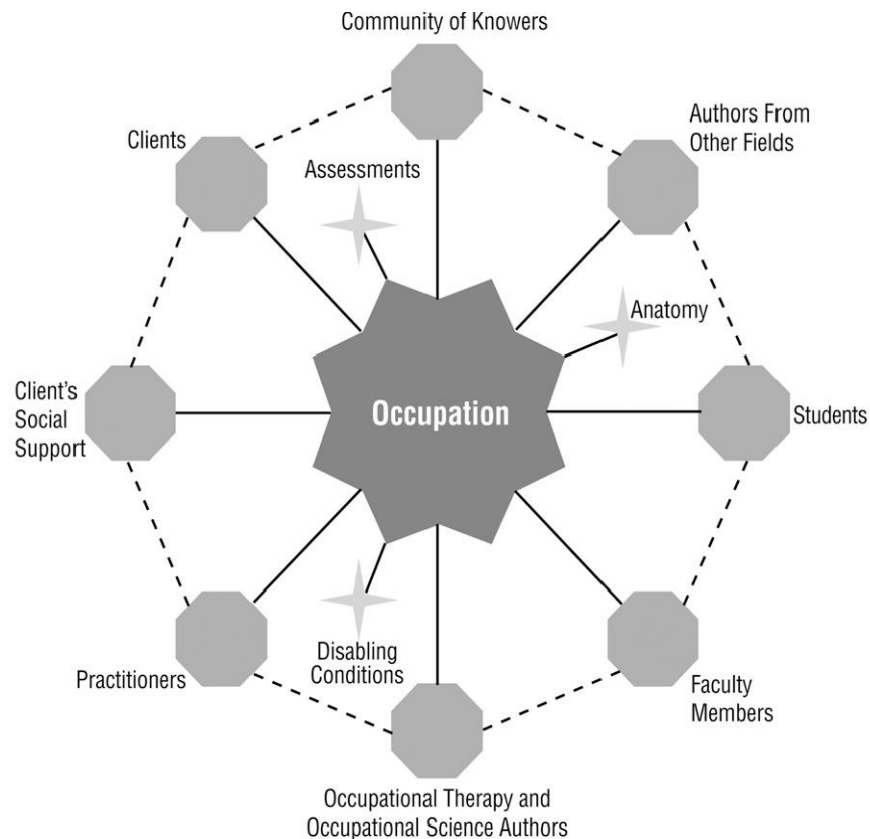 Community of Knowers
Authors From
Other Fields
Clients
Assessments
Anatomy
Occupation
Client's
Social
Support
Students
Practitioners
Disabling
Conditions
Faculty
Members
Occupational Therapy and
Occupational Science Authors